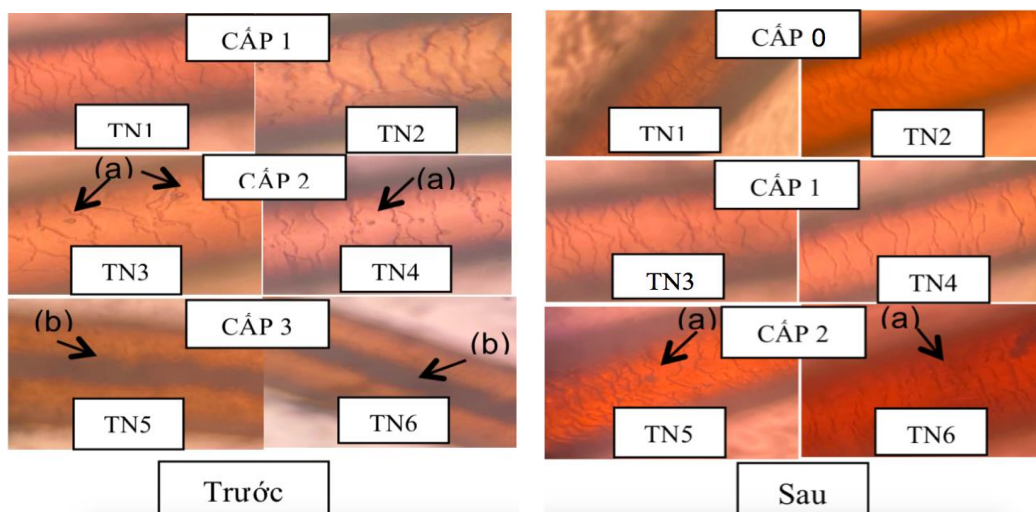 CẤP 1
TN1
TN2
(a)
CẤP 2
(a)
TN3
TN4
(b)
CẤP 3
(b)
TN5
TN6
Trước
CẤP 0
TN1
TN2
CẤP 1
TN3
TN4
(a)
CẤP 2
(a)
TN5
TN6
Sau